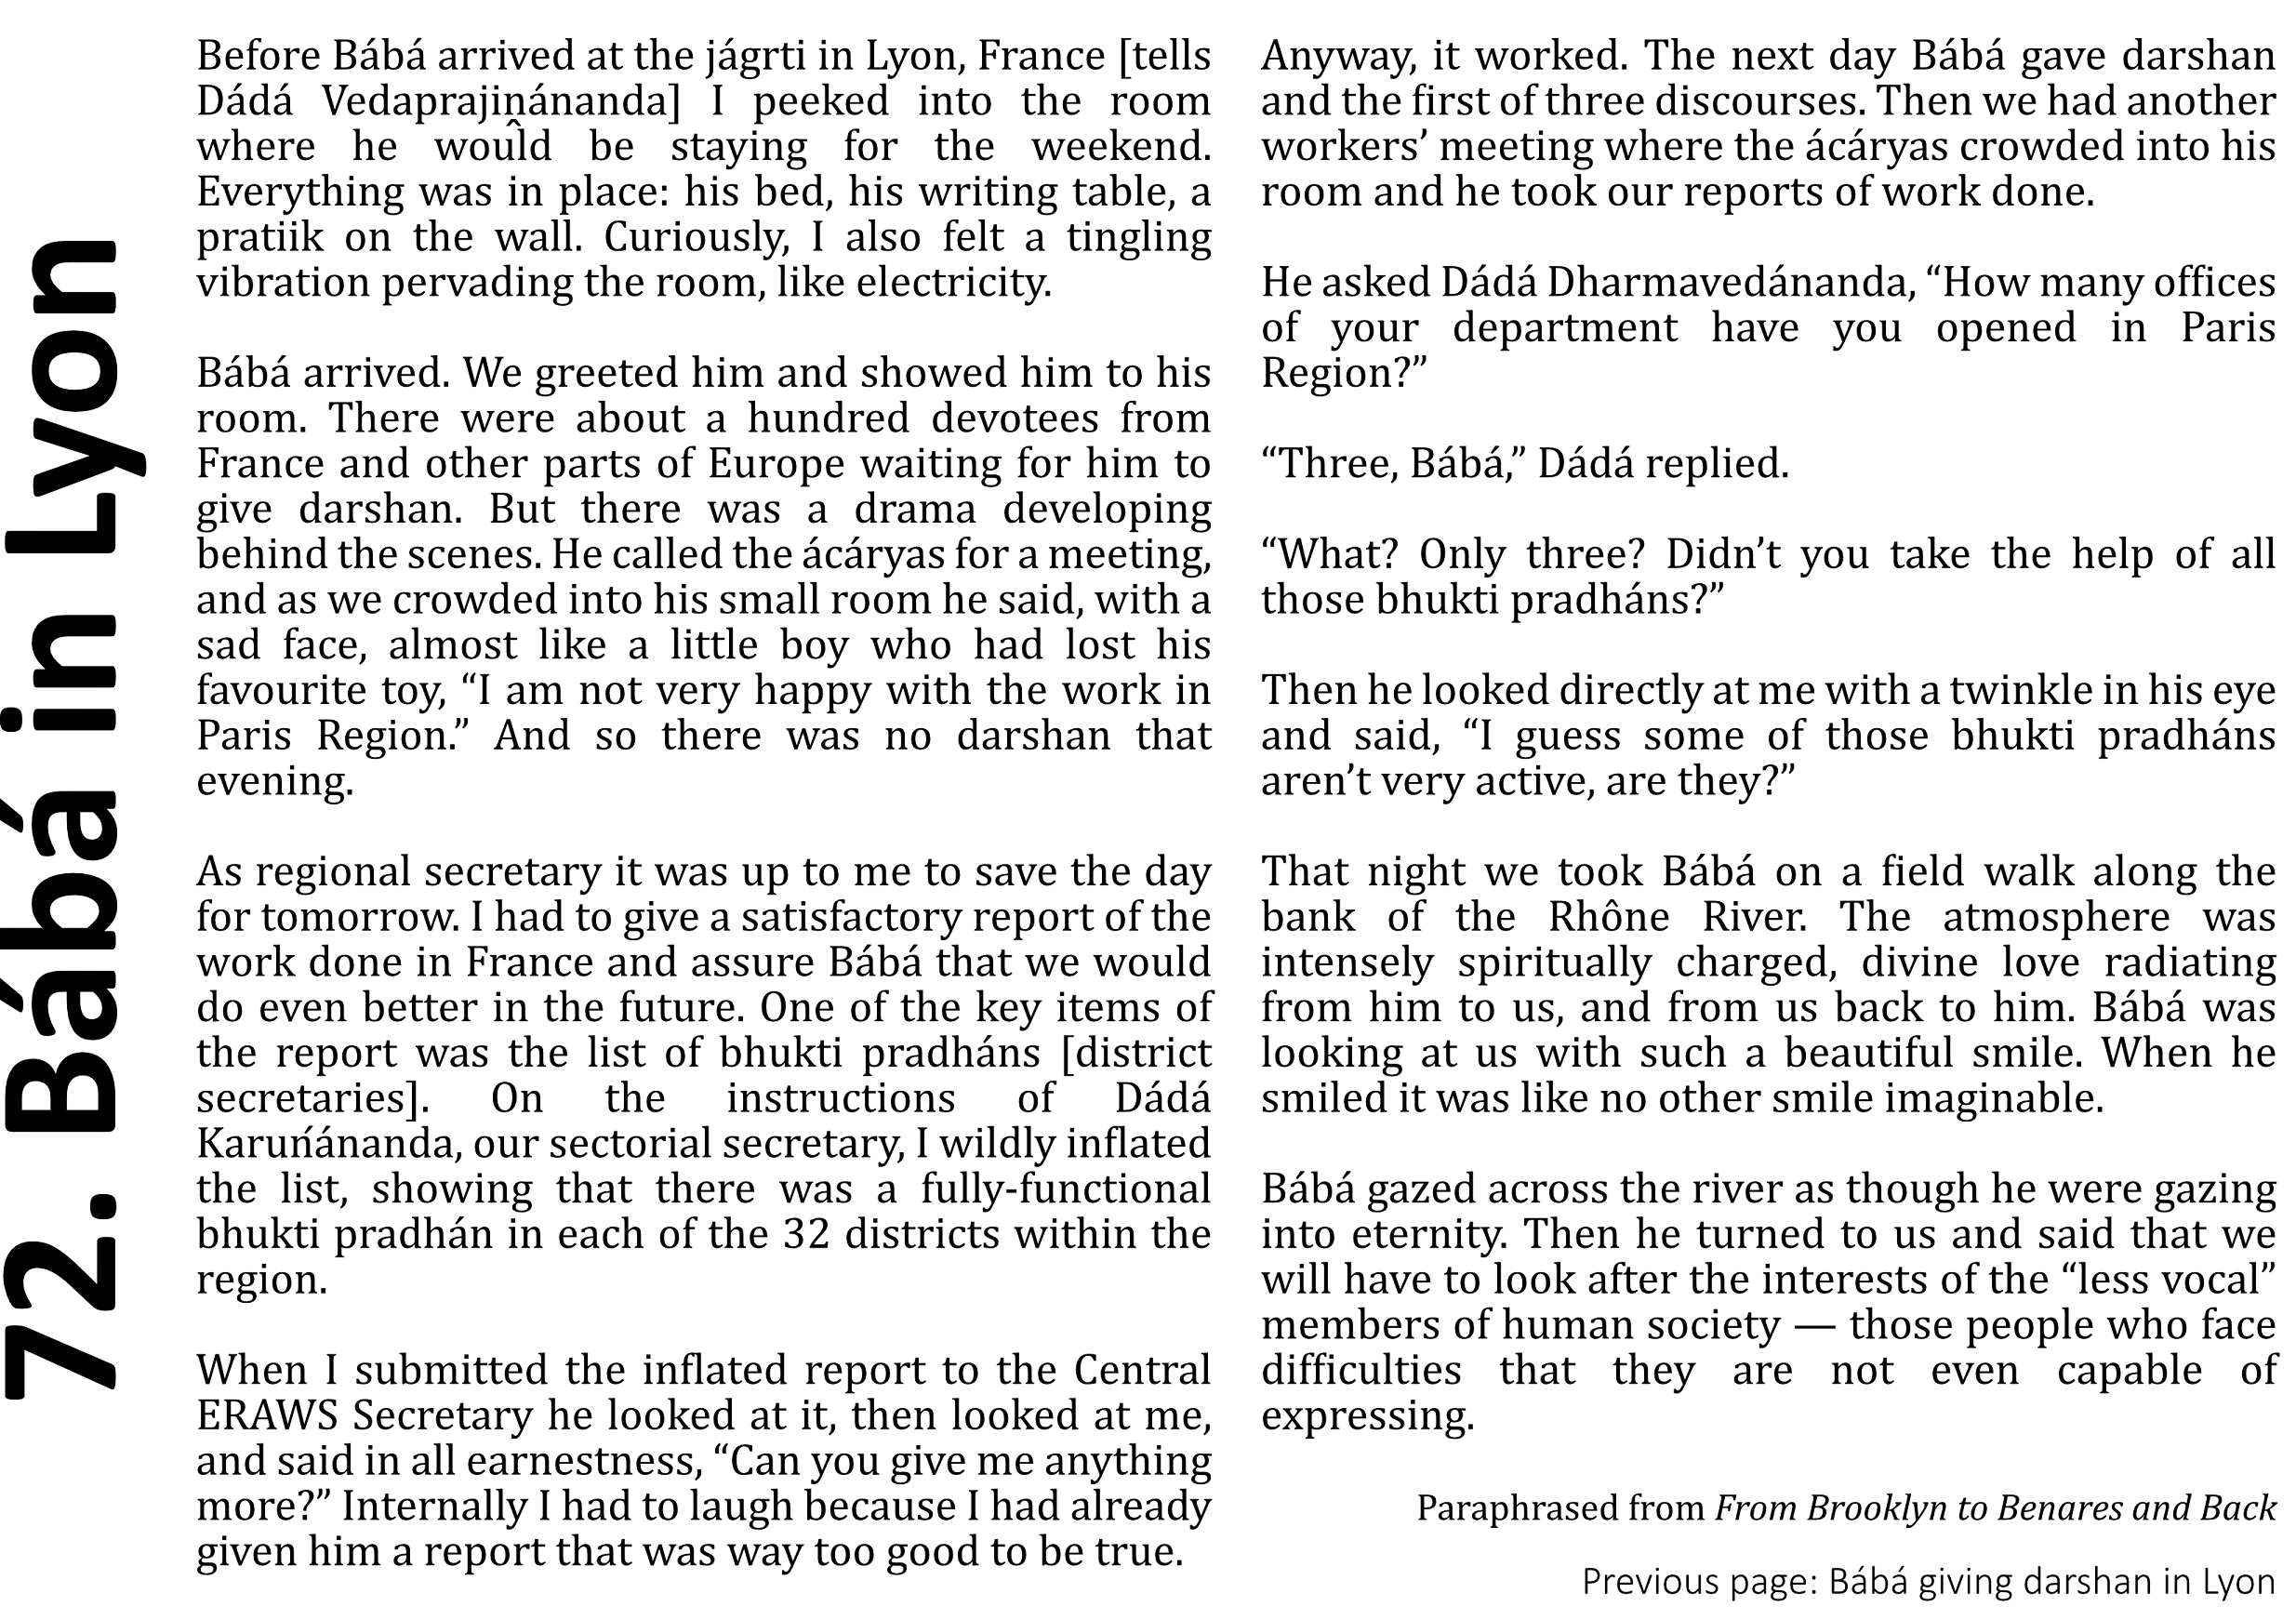 72. Bábá in Lyon
Before Bábá arrived at the jágrti in Lyon, France [tells
Dádá Vedaprajiṋánanda] I peeked into the room
where he would be staying for the weekend.
Everything was in place: his bed, his writing table, a
pratiik on the wall. Curiously, I also felt a tingling
vibration pervading the room, like electricity.
Bábá arrived. We greeted him and showed him to his
room. There were about a hundred devotees from
France and other parts of Europe waiting for him to
give darshan. But there was a drama developing
behind the scenes. He called the ácáryas for a meeting,
and as we crowded into his small room he said, with a
sad face, almost like a little boy who had lost his
favourite toy, “I am not very happy with the work in
Paris Region.” And so there was no darshan that
evening.
As regional secretary it was up to me to save the day
for tomorrow. I had to give a satisfactory report of the
work done in France and assure Bábá that we would
do even better in the future. One of the key items of
the report was the list of bhukti pradháns [district
secretaries]. On the instructions of Dádá
Karuńánanda, our sectorial secretary, I wildly inflated
the list, showing that there was a fully-functional
bhukti pradhán in each of the 32 districts within the
region.
When I submitted the inflated report to the Central
ERAWS Secretary he looked at it, then looked at me,
and said in all earnestness, “Can you give me anything
more?” Internally I had to laugh because I had already
given him a report that was way too good to be true.
Anyway, it worked. The next day Bábá gave darshan
and the first of three discourses. Then we had another
workers’ meeting where the ácáryas crowded into his
room and he took our reports of work done.
He asked Dádá Dharmavedánanda, “How many offices
of your department have you opened in Paris
Region?”
“Three, Bábá,” Dádá replied.
“What? Only three? Didn’t you take the help of all
those bhukti pradháns?”
Then he looked directly at me with a twinkle in his eye
and said, “I guess some of those bhukti pradháns
aren’t very active, are they?”
That night we took Bábá on a field walk along the
bank of the Rhône River. The atmosphere was
intensely spiritually charged, divine love radiating
from him to us, and from us back to him. Bábá was
looking at us with such a beautiful smile. When he
smiled it was like no other smile imaginable.
Bábá gazed across the river as though he were gazing
into eternity. Then he turned to us and said that we
will have to look after the interests of the “less vocal”
members of human society — those people who face
difficulties that they are not even capable of
expressing.
Paraphrased from From Brooklyn to Benares and Back
Previous page: Bábá giving darshan in Lyon